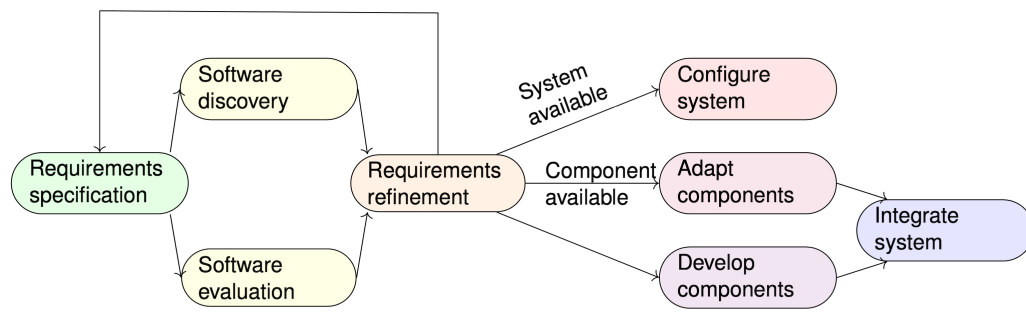 Software
discovery
System
available
Configure
system
Requirements
specification
Requirements
refinement
Component
available
Adapt
components
Integrate
system
Software
evaluation
Develop
components